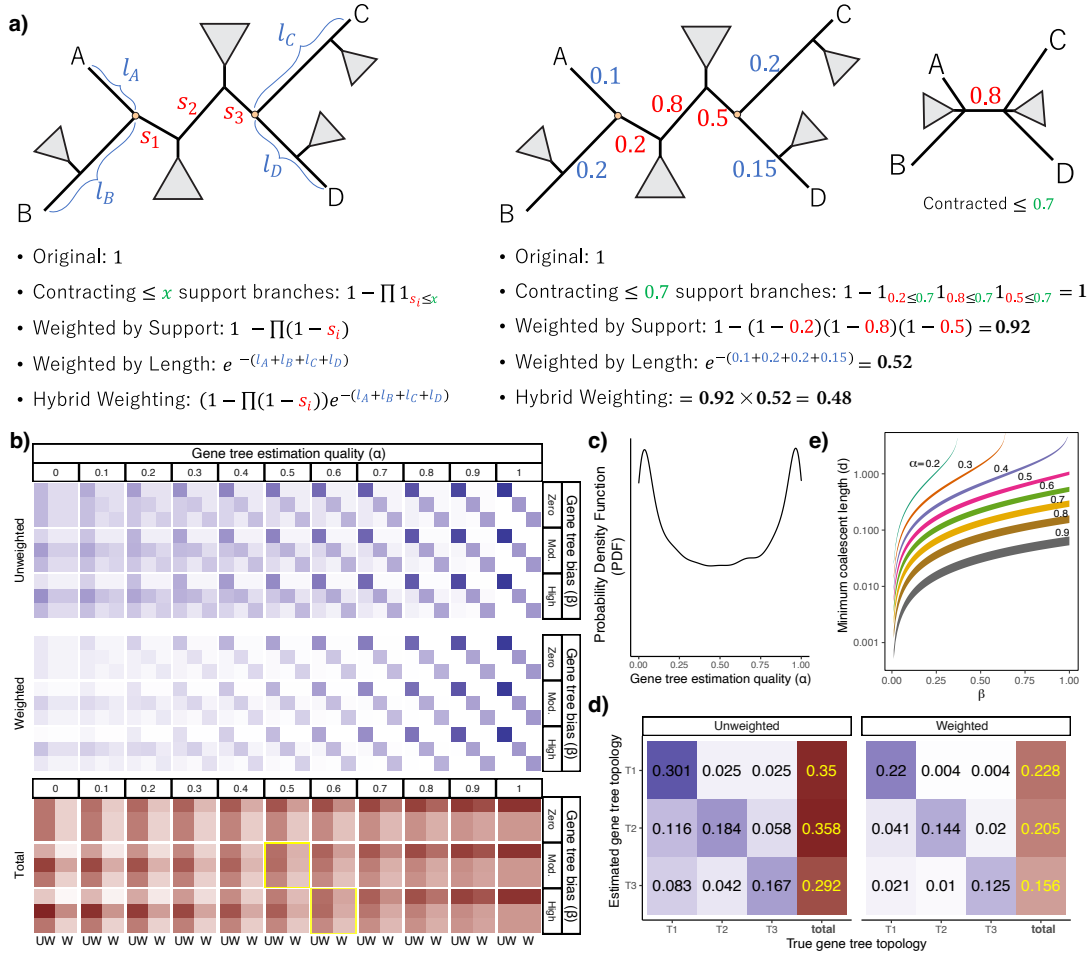 a)
A
l_A
B
l_B
s_1
s_2
s_3
C
l_C
D
l_D
• Original: 1
• Contracting ≤ x support branches: 1 − ∏ 1_{s_i≤x}
• Weighted by Support: 1 − ∏(1 − s_i)
• Weighted by Length: e^{−(l_A+l_B+l_C+l_D)}
• Hybrid Weighting: (1 − ∏(1 − s_i))e^{−(l_A+l_B+l_C+l_D)}
A
0.1
B
0.2
0.2
0.8
0.5
C
0.2
D
0.15
A
B
0.8
C
D
Contracted ≤ 0.7
• Original: 1
• Contracting ≤ 0.7 support branches: 1 − 1_{0.2≤0.7}1_{0.8≤0.7}1_{0.5≤0.7} = 1
• Weighted by Support: 1 − (1 − 0.2)(1 − 0.8)(1 − 0.5) = 0.92
• Weighted by Length: e^{−(0.1+0.2+0.2+0.15)} = 0.52
• Hybrid Weighting: = 0.92 × 0.52 = 0.48
b)
Gene tree estimation quality (α)
0 0.1 0.2 0.3 0.4 0.5 0.6 0.7 0.8 0.9 1
Unweighted
Zero
Mod.
High
Gene tree bias (β)
Weighted
Zero
Mod.
High
Gene tree bias (β)
0 0.1 0.2 0.3 0.4 0.5 0.6 0.7 0.8 0.9 1
Total
Zero
Mod.
High
Gene tree bias (β)
UW W UW W UW W UW W UW W UW W UW W UW W UW W UW W UW W
c)
Probability Density Function
(PDF)
0.00 0.25 0.50 0.75 1.00
Gene tree estimation quality (α)
e)
Minimum coalescent length (d)
1.000
0.100
0.010
0.001
α=0.2
0.3
0.4
0.5
0.6
0.7
0.8
0.9
0.00 0.25 0.50 0.75 1.00
β
d)
Unweighted Weighted
Estimated gene tree topology
T1 0.301 0.025 0.025 0.35 0.22 0.004 0.004 0.228
T2 0.116 0.184 0.058 0.358 0.041 0.144 0.02 0.205
T3 0.083 0.042 0.167 0.292 0.021 0.01 0.125 0.156
T1 T2 T3 total T1 T2 T3 total
True gene tree topology